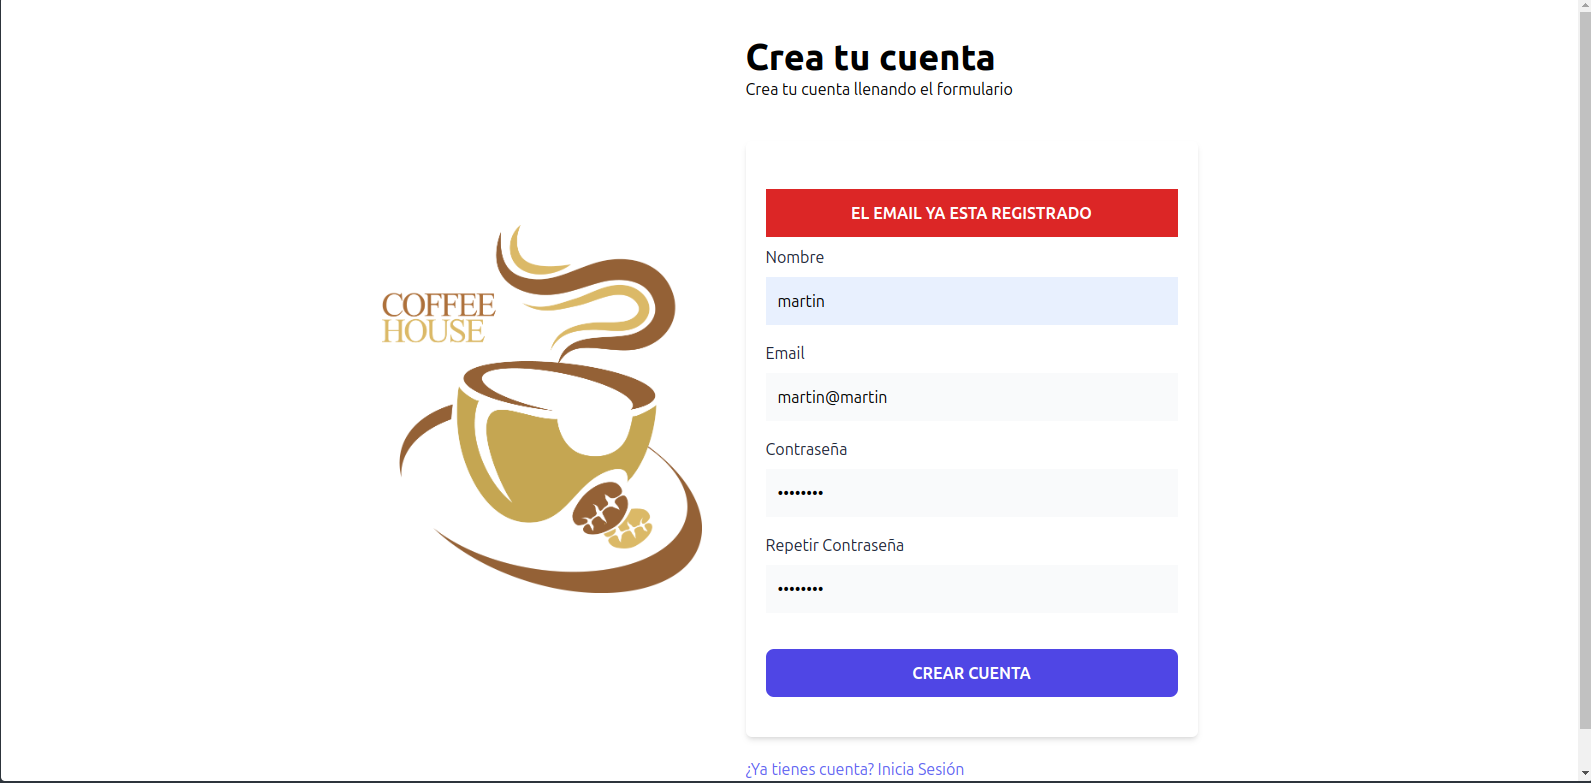 Crea tu cuenta
Crea tu cuenta llenando el formulario
COFFEE
HOUSE
EL EMAIL YA ESTA REGISTRADO
Nombre
martin
Email
martin@martin
Contraseña
••••••••
Repetir Contraseña
••••••••
CREAR CUENTA
¿Ya tienes cuenta? Inicia Sesión